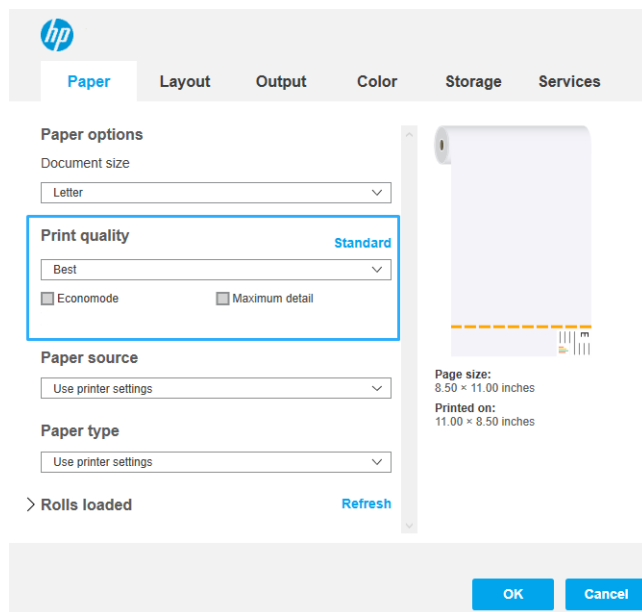 hp
Paper Layout Output Color Storage Services
Paper options
Document size
Letter
Print quality
Standard
Best
Economode Maximum detail
Paper source
Use printer settings
Paper type
Use printer settings
Rolls loaded
Refresh
Page size:
8.50 × 11.00 inches
Printed on:
11.00 × 8.50 inches
OK Cancel